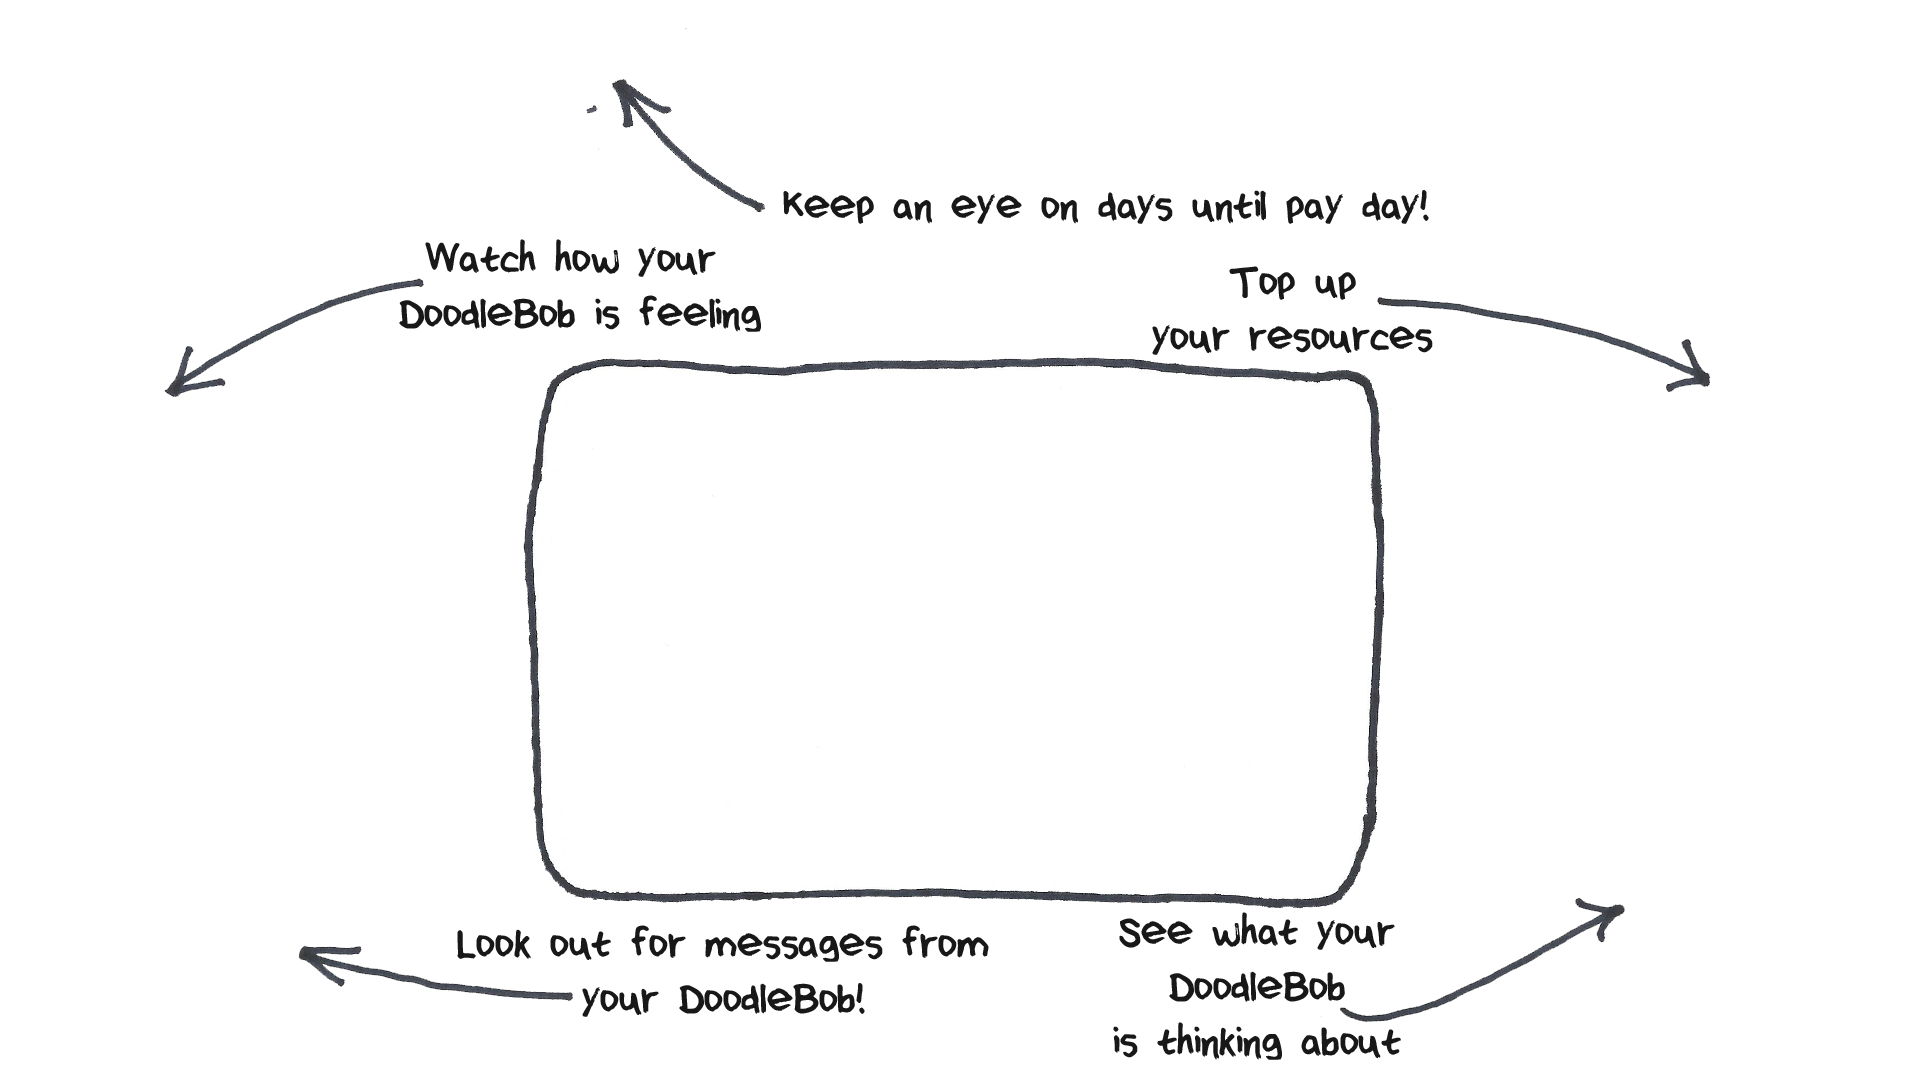 Keep an eye on days until pay day!
Watch how your
DoodleBob is feeling
Top up
your resources
Look out for messages from
your DoodleBob!
See what your
DoodleBob
is thinking about